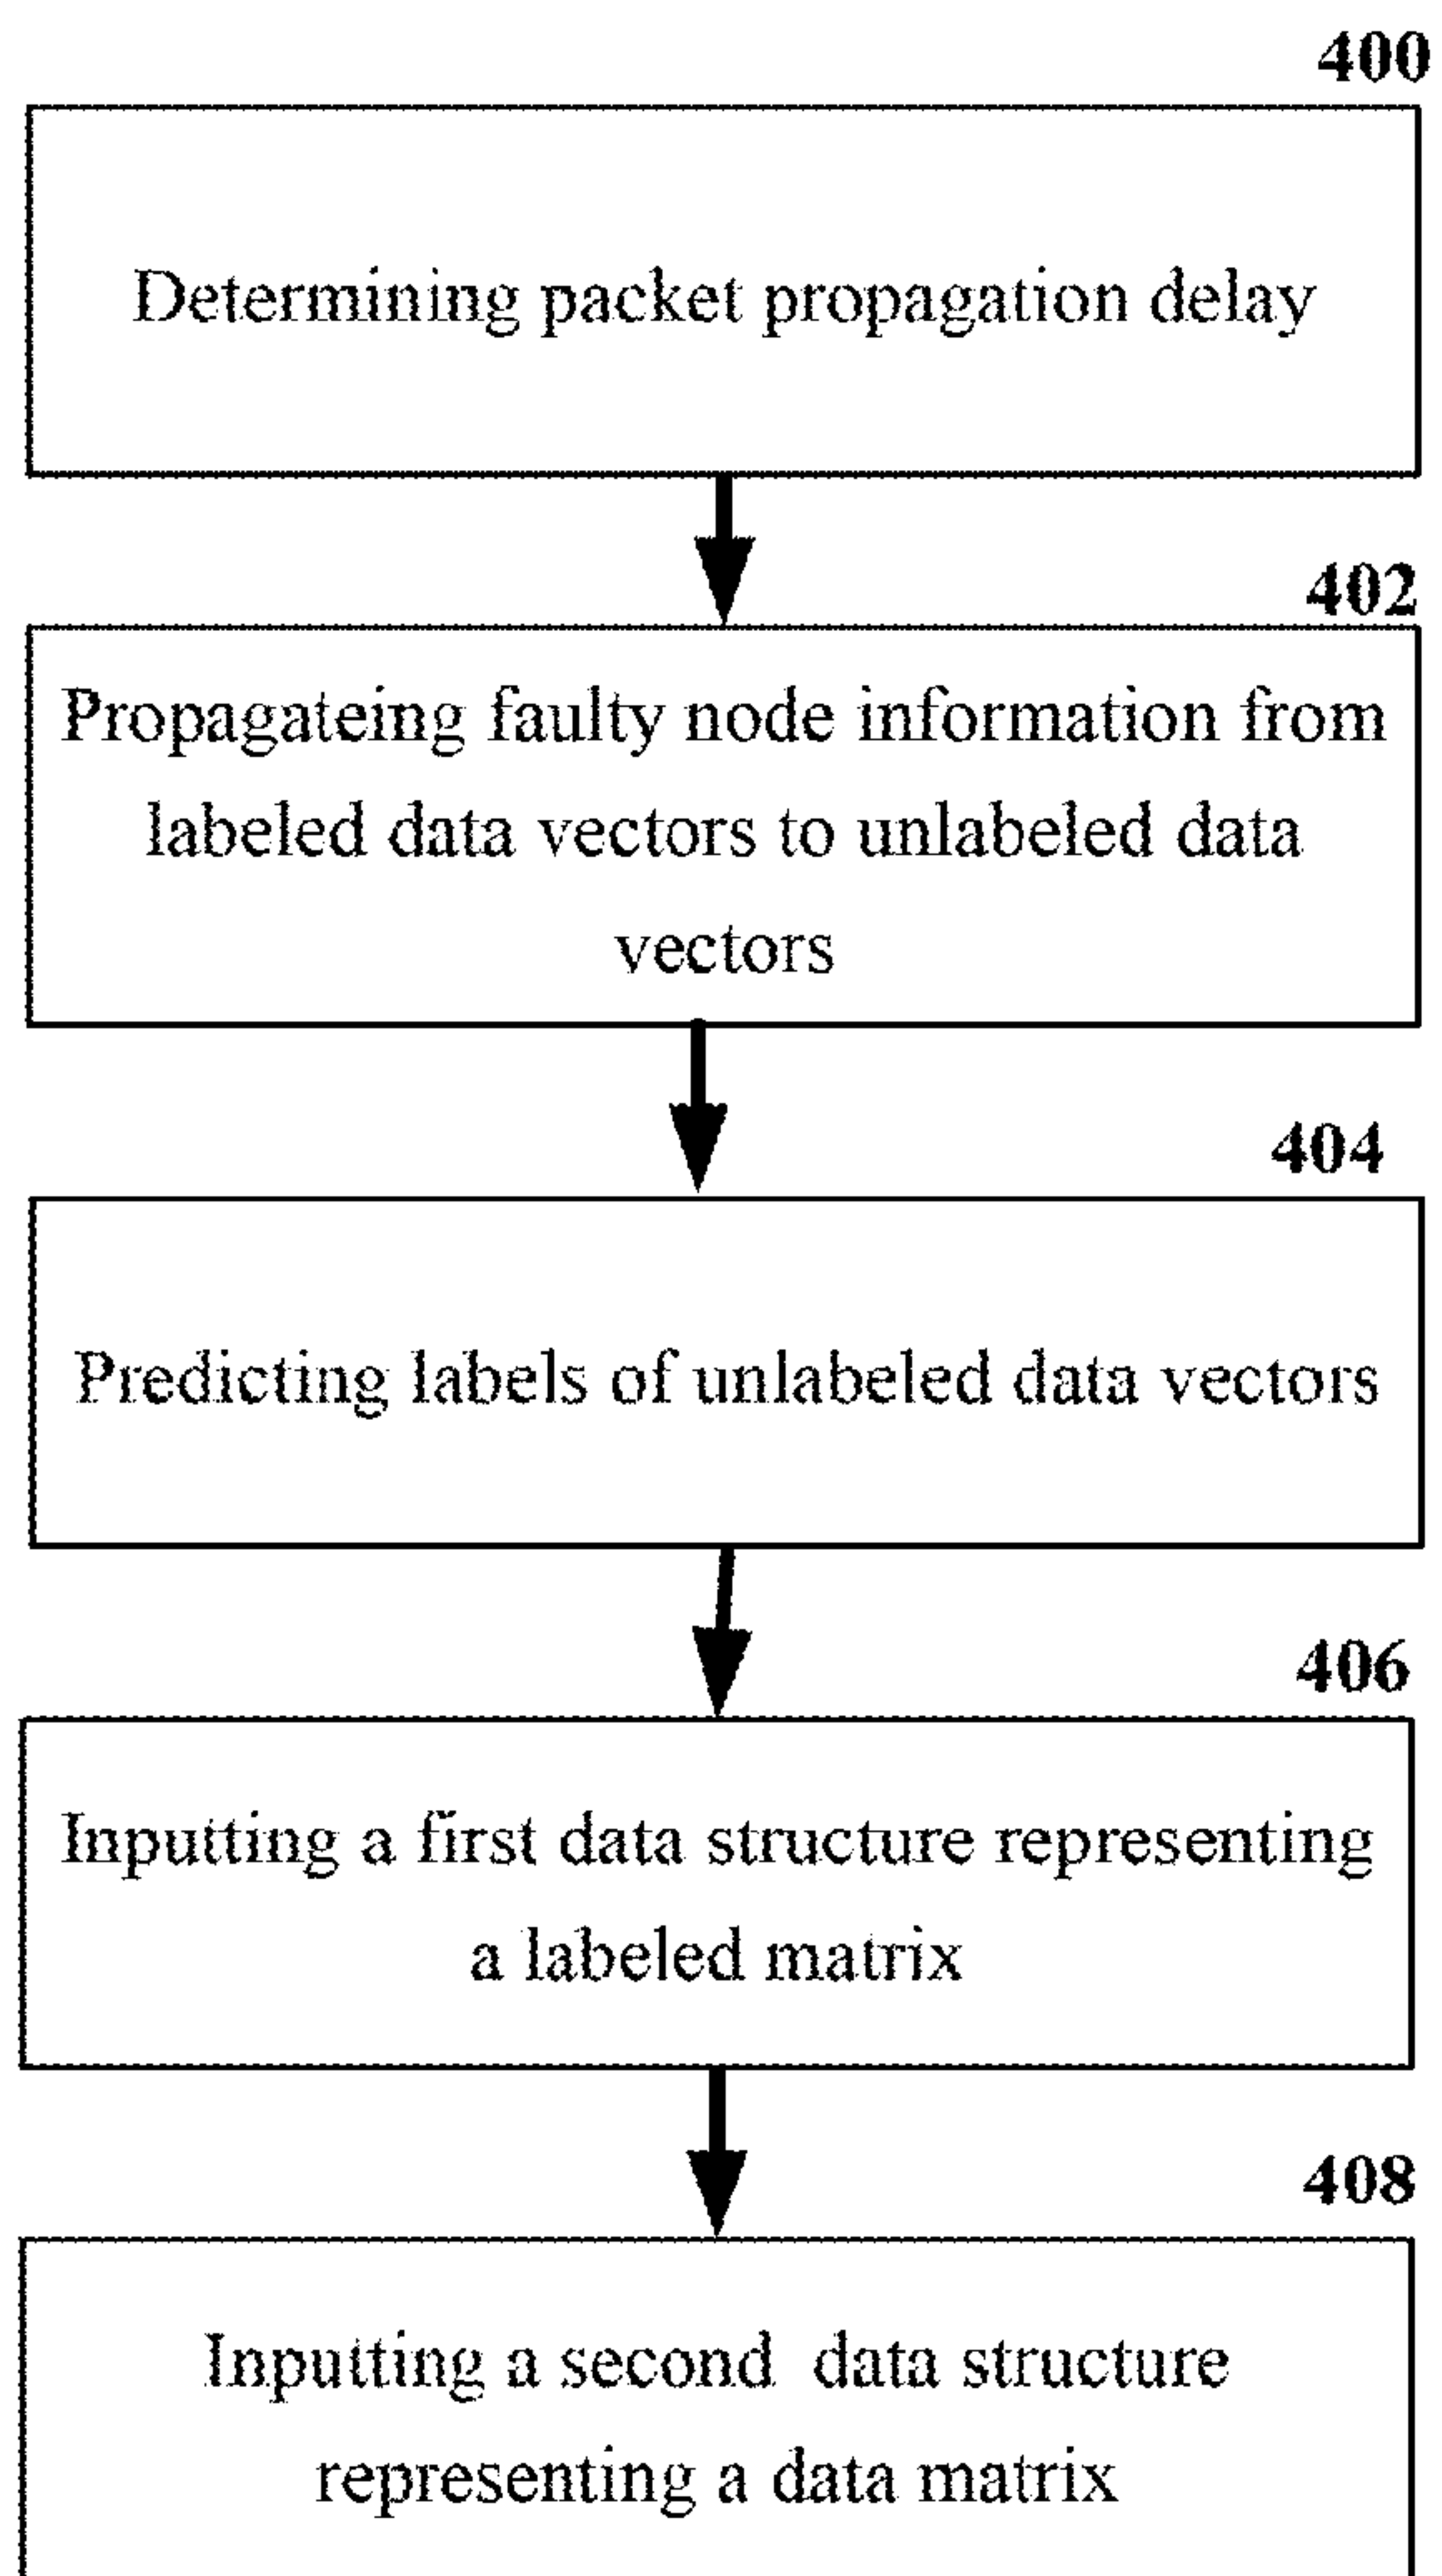 400
Determining packet propagation delay
402
Propagateing faulty node information from
labeled data vectors to unlabeled data
vectors
404
Predicting labels of unlabeled data vectors
406
Inputting a first data structure representing
a labeled matrix
408
Inputting a second data structure
representing a data matrix